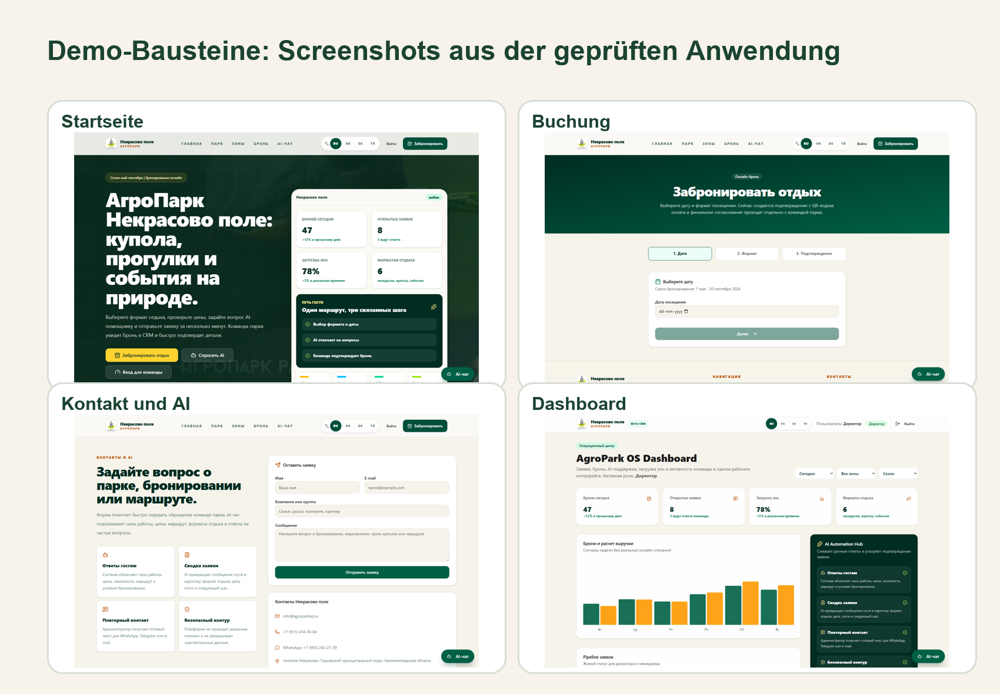 Demo-Bausteine: Screenshots aus der geprüften Anwendung
Startseite
Некрасово поле
АГРОПАРК
ГЛАВНАЯ ПАРК ЗОНЫ БРОНЬ AI-ЧАТ
RU EN DE TR
Войти
Забронировать
Сезон май-сентябрь | бронирование онлайн
АгроПарк
Некрасово поле:
купола,
прогулки и
события на
природе.
Выберите формат отдыха, проверьте цены, задайте вопрос AI-
помощнику и отправьте заявку за несколько минут. Команда парка
увидит бронь в CRM и быстро подтвердит детали.
Забронировать отдых
Спросить AI
Вход для команды
АГРОПАРК
Некрасово поле
online
БРОНЕЙ СЕГОДНЯ
47
+12% к прошлому дню
ОТКРЫТЫХ ЗАЯВОК
8
3 ждут ответа
ЗАГРУЗКА ЗОН
78%
+5% в реальном времени
ФОРМАТОВ ОТДЫХА
6
экскурсии, купола, события
ПУТЬ ГОСТЯ
Один маршрут, три связанных шага
Выбор формата и даты
AI отвечает на вопросы
Команда подтверждает бронь
AI-чат
Buchung
Некрасово поле
АГРОПАРК
ГЛАВНАЯ ПАРК ЗОНЫ БРОНЬ AI-ЧАТ
RU EN DE TR
Войти
Забронировать
Онлайн-бронь
Забронировать отдых
Выберите дату и формат посещения. Сейчас создается подтверждение с QR-кодом;
оплата и финальное согласование проходят отдельно с командой парка.
1. Дата
2. Формат
3. Подтверждение
Выберите дату
Сезон бронирования: 1 мая - 30 сентября 2026
Дата посещения
dd-mm-yyyy
Далее
Некрасово поле
НАВИГАЦИЯ
КОНТАКТЫ
AI-чат
Kontakt und AI
Некрасово поле
АГРОПАРК
ГЛАВНАЯ ПАРК ЗОНЫ БРОНЬ AI-ЧАТ
RU EN DE TR
Войти
Забронировать
КОНТАКТЫ И AI
Задайте вопрос о
парке, бронировании
или маршруте.
Форма помогает быстро передать обращение команде парка. AI-чат
подсказывает часы работы, цены, маршрут, форматы отдыха и ответы на
частые вопросы.
Ответы гостям
Система объясняет часы работы,
цены, сезонность, маршрут и
условия бронирования.
Сводка заявки
AI превращает сообщение гостя в
карточку: формат отдыха, дата,
гости и следующий шаг.
Повторный контакт
Администратор получает готовый
текст для WhatsApp, Telegram или e-
mail.
Безопасный контур
Платформа не проводит реальные
платежи и не запрашивает
чувствительные данные.
Оставить заявку
Имя
Ваше имя
E-mail
name@example.com
Компания или группа
Семья, школа, компания, партнер
Сообщение
Напишите вопрос о бронировании, мероприятии, гриль-куполах или маршруте
Отправить заявку
Контакты Некрасово поле
info@agroparknp.ru
+7 (911) 474-30-04
WhatsApp: +7 (905) 243-27-39
поселок Некрасово, Гурьевский муниципальный округ, Калининградская область
AI-чат
Dashboard
Некрасово поле
АГРОПАРК
BETA CRM
RU EN DE TR
Пользователь: Директор
Директор
Выйти
Операционный центр
AgroPark OS Dashboard
Заявки, бронь, AI-поддержка, загрузка зон и активность команды в одном рабочем
интерфейсе. Активная роль: Директор.
Сегодня
Все зоны
Сезон
Брони сегодня
47
+12% к прошлому дню
Открытые заявки
8
3 ждут ответа команды
Загрузка зон
78%
+5% в реальном времени
Форматы отдыха
6
экскурсии, купола, события
Брони и расчет выручки
Сигналы недели без реальных онлайн-списаний
Вт Ср Чт Пт Сб Вс
Pipeline заявок
Живой статус для директора и менеджера
AI Automation Hub
Снижает ручные ответы и ускоряет подтверждение
заявок.
Ответы гостям
Система объясняет часы работы, цены, сезонность,
маршрут и условия бронирования.
Сводка заявки
AI превращает сообщение гостя в карточку: формат
отдыха, дата, гости и следующий шаг.
Повторный контакт
Администратор получает готовый текст для WhatsApp,
Telegram или e-mail.
Безопасный контур
AI-чат